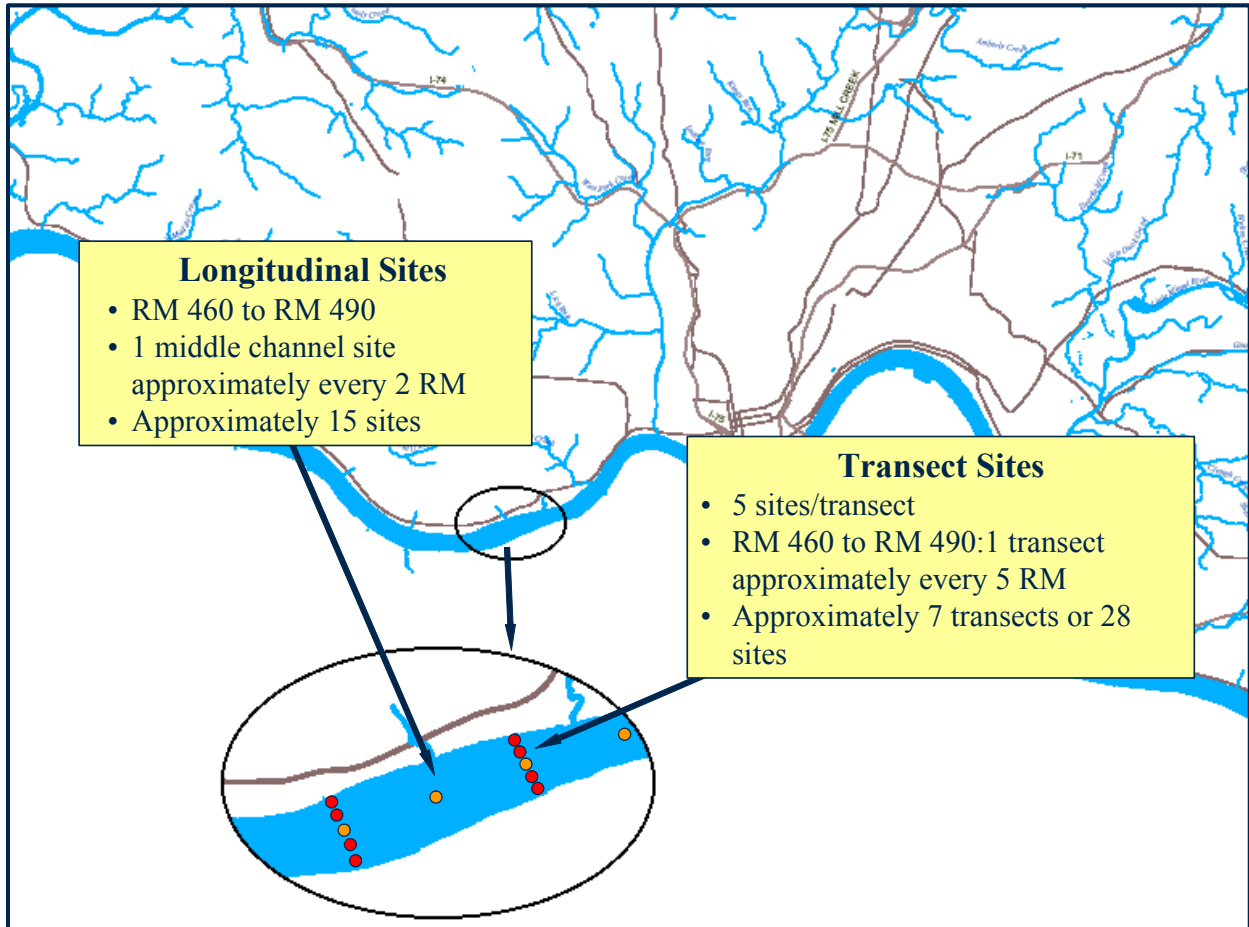 I-74
I-75 MILL CREEK
I-71
Amberly Creek
Longitudinal Sites
• RM 460 to RM 490
• 1 middle channel site
approximately every 2 RM
• Approximately 15 sites
I-75
Transect Sites
• 5 sites/transect
• RM 460 to RM 490:1 transect
approximately every 5 RM
• Approximately 7 transects or 28
sites